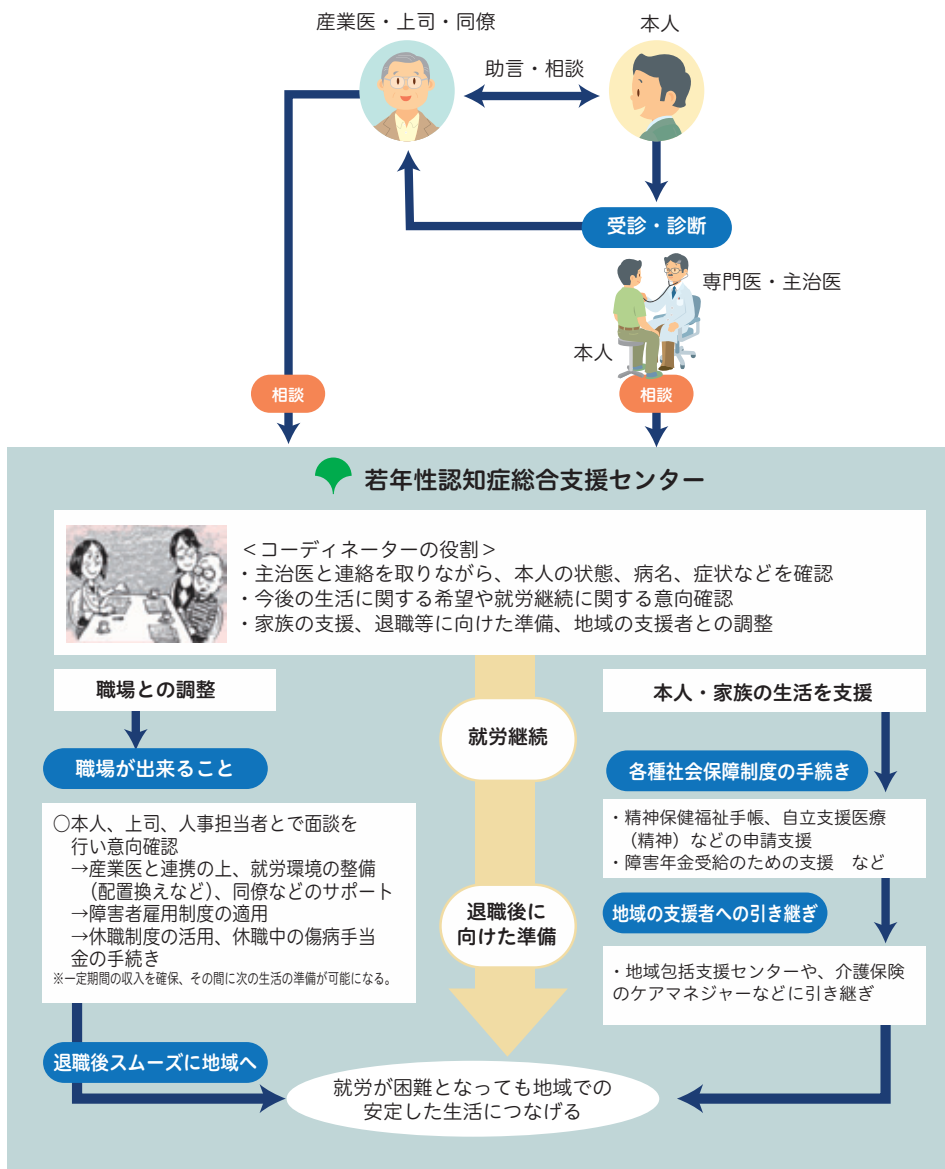 産業医・上司・同僚
本人
助言・相談
受診・診断
専門医・主治医
本人
相談
相談
若年性認知症総合支援センター
＜コーディネーターの役割＞
・主治医と連絡を取りながら、本人の状態、病名、症状などを確認
・今後の生活に関する希望や就労継続に関する意向確認
・家族の支援、退職等に向けた準備、地域の支援者との調整
職場との調整
職場が出来ること
○本人、上司、人事担当者とで面談を
行い意向確認
→産業医と連携の上、就労環境の整備
（配置換えなど）、同僚などのサポート
→障害者雇用制度の適用
→休職制度の活用、休職中の傷病手当
金の手続き
※一定期間の収入を確保、その間に次の生活の準備が可能になる。
退職後スムーズに地域へ
就労継続
退職後に
向けた準備
本人・家族の生活を支援
各種社会保障制度の手続き
・精神保健福祉手帳、自立支援医療
（精神）などの申請支援
・障害年金受給のための支援　など
地域の支援者への引き継ぎ
・地域包括支援センターや、介護保険
のケアマネジャーなどに引き継ぎ
就労が困難となっても地域での
安定した生活につなげる